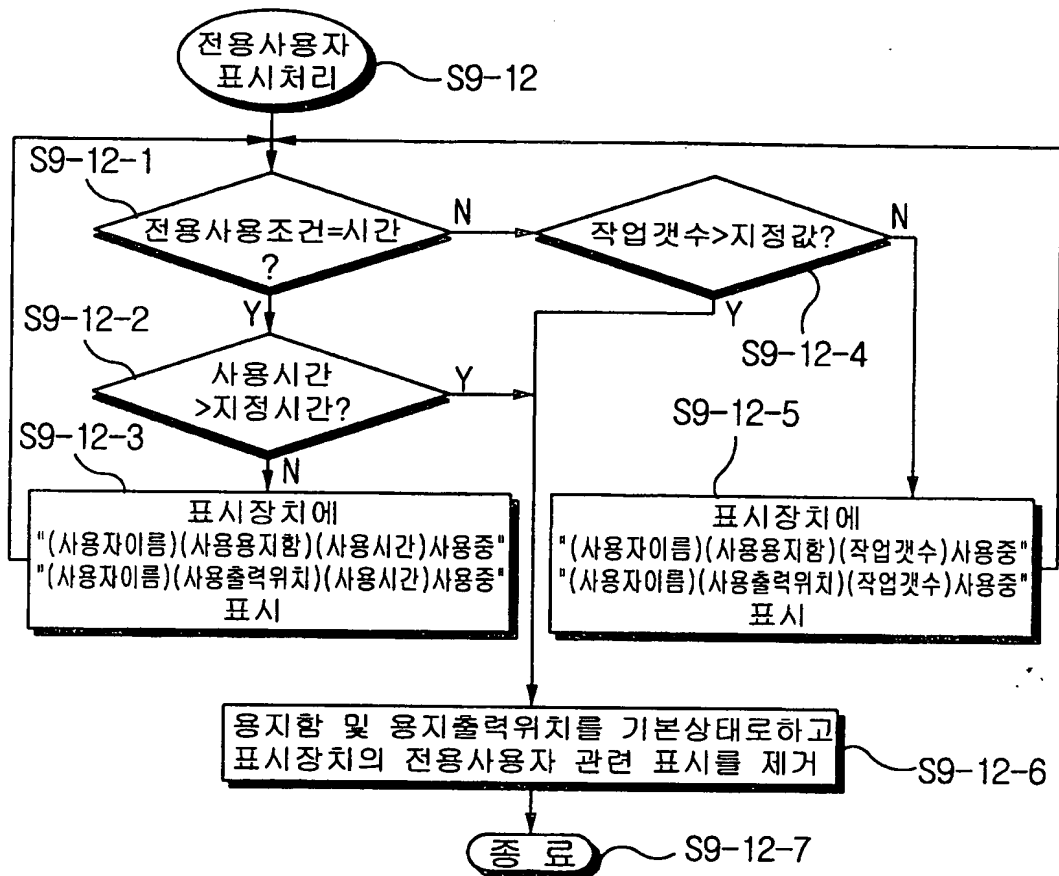 전용사용자
표시처리
S9-12
S9-12-1
전용사용조건=시간
?
N
작업갯수>지정값?
N
Y
Y
S9-12-4
S9-12-2
사용시간
>지정시간?
Y
N
S9-12-3
표시장치에
"(사용자이름)(사용용지함)(사용시간)사용중"
"(사용자이름)(사용출력위치)(사용시간)사용중"
표시
S9-12-5
표시장치에
"(사용자이름)(사용용지함)(작업갯수)사용중"
"(사용자이름)(사용출력위치)(작업갯수)사용중"
표시
용지함 및 용지출력위치를 기본상태로하고
표시장치의 전용사용자 관련 표시를 제거
S9-12-6
종 료
S9-12-7